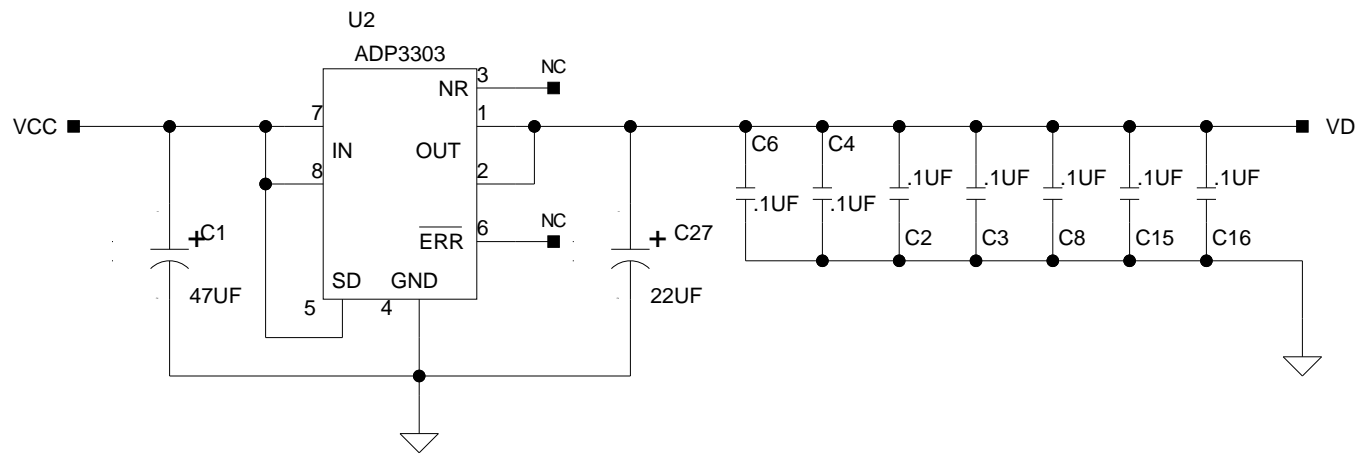 U2
ADP3303
NC
3
NR
VCC
7
1
C6
C4
VD
IN
OUT
8
2
.1UF
.1UF
.1UF
.1UF
.1UF
.1UF
.1UF
NC
6
ERR
+C1
+ C27
C2
C3
C8
C15
C16
SD
GND
47UF
5
4
22UF